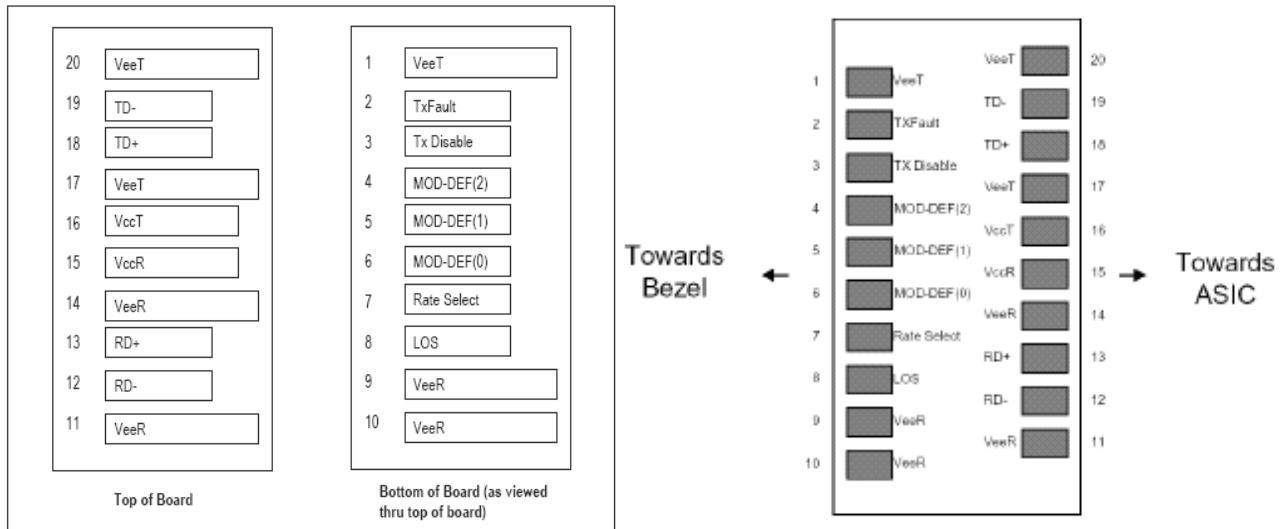 20 VeeT
19 TD-
18 TD+
17 VeeT
16 VccT
15 VccR
14 VeeR
13 RD+
12 RD-
11 VeeR
Top of Board
1 VeeT
2 TxFault
3 Tx Disable
4 MOD-DEF(2)
5 MOD-DEF(1)
6 MOD-DEF(0)
7 Rate Select
8 LOS
9 VeeR
10 VeeR
Bottom of Board (as viewed
thru top of board)
Towards
Bezel
1 VeeT
2 TXFault
3 TX Disable
4 MOD-DEF(2)
5 MOD-DEF(1)
6 MOD-DEF(0)
7 Rate Select
8 LOS
9 VeeR
10 VeeR
VeeT 20
TD- 19
TD+ 18
VeeT 17
VccT 16
VccR 15
VeeR 14
RD+ 13
RD- 12
VeeR 11
Towards
ASIC